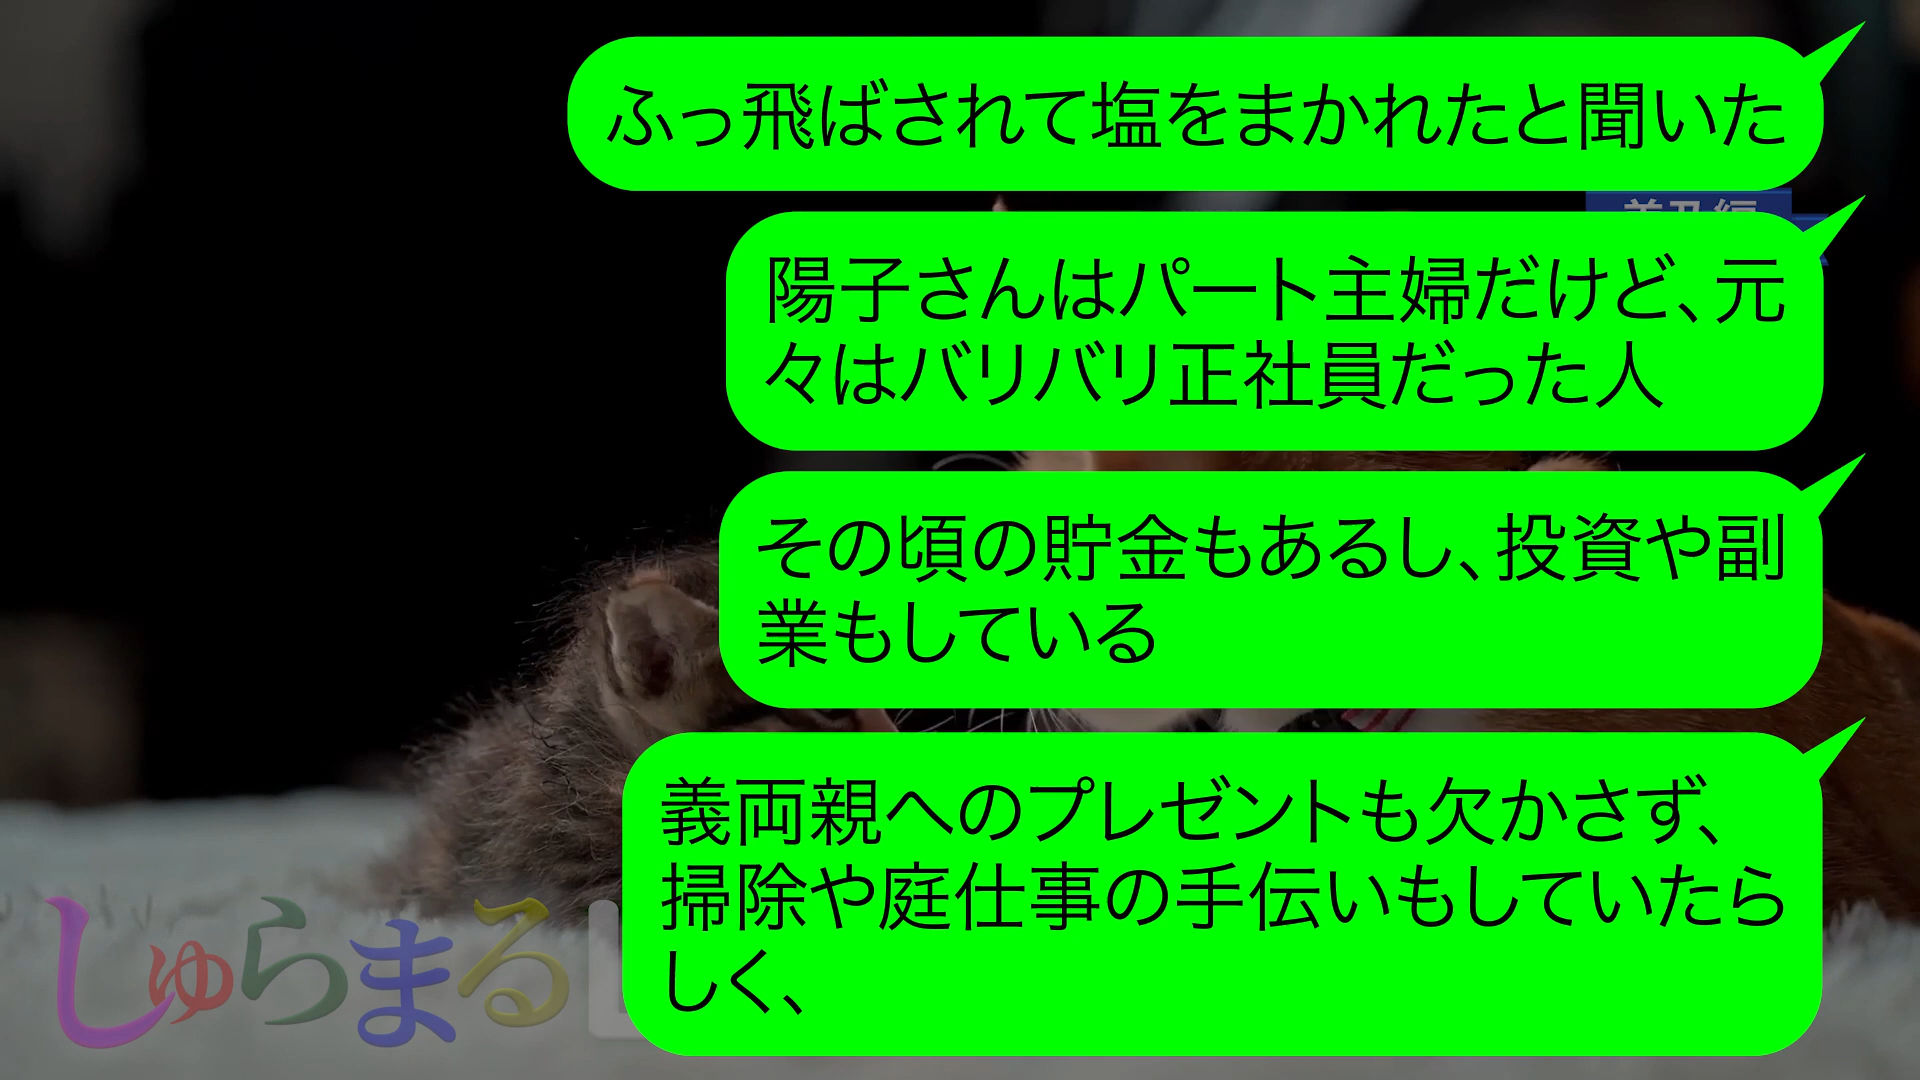 ふっ飛ばされて塩をまかれたと聞いた
陽子さんはパート主婦だけど、元
々はバリバリ正社員だった人
その頃の貯金もあるし、投資や副
業もしている
義両親へのプレゼントも欠かさず、
掃除や庭仕事の手伝いもしていたら
しく、
しゅらまる